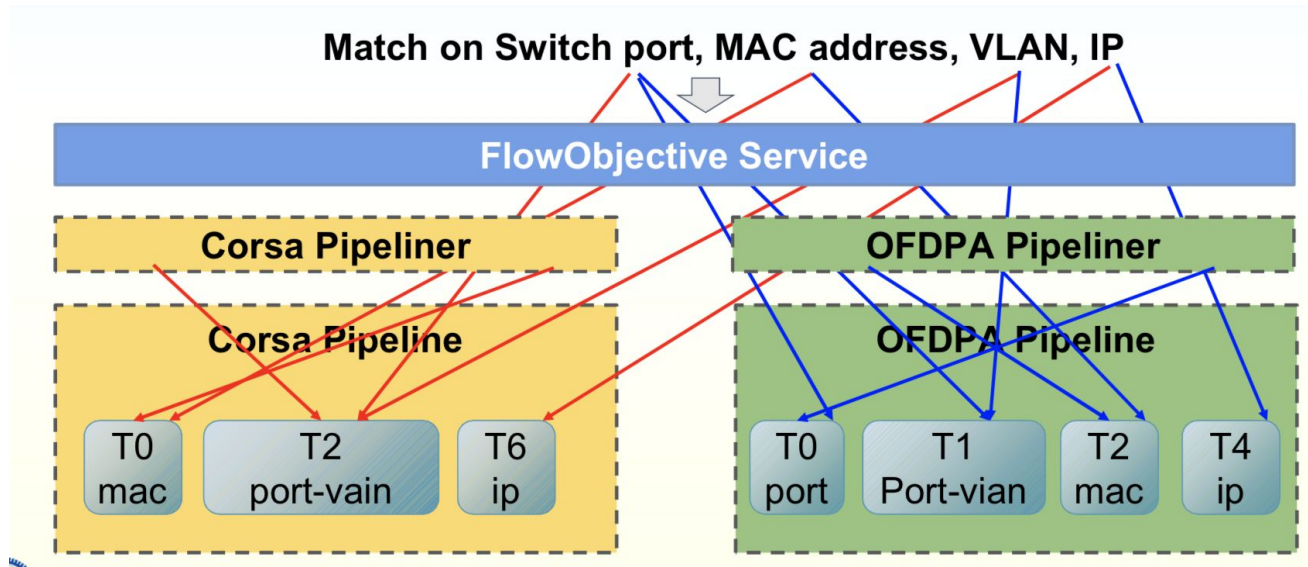 Match on Switch port, MAC address, VLAN, IP
FlowObjective Service
Corsa Pipeliner
OFDPA Pipeliner
Corsa Pipeline
OFDPA Pipeline
T0
mac
T2
port-vain
T6
ip
T0
port
T1
Port-vian
T2
mac
T4
ip